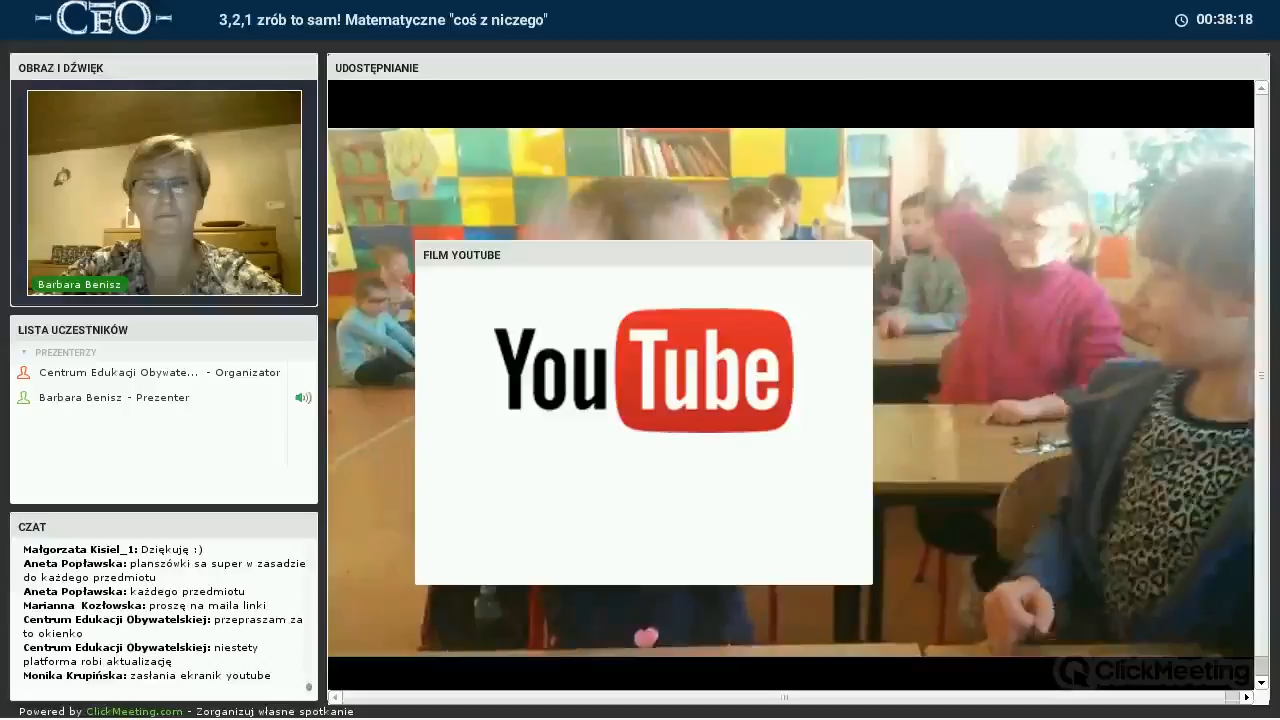 CEO
3,2,1 zrób to sam! Matematyczne "coś z niczego"
00:38:18
OBRAZ I DŹWIĘK
Barbara Benisz
LISTA UCZESTNIKÓW
PREZENTERZY
Centrum Edukacji Obywate... - Organizator
Barbara Benisz - Prezenter
CZAT
Małgorzata Kisiel_1: Dziękuję :)
Aneta Popławska: planszówki sa super w zasadzie
do każdego przedmiotu
Aneta Popławska: każdego przedmiotu
Marianna Kozłowska: proszę na maila linki
Centrum Edukacji Obywatelskiej: przepraszam za
to okienko
Centrum Edukacji Obywatelskiej: niestety
platforma robi aktualizację
Monika Krupińska: zasłania ekranik youtube
UDOSTĘPNIANIE
FILM YOUTUBE
YouTube
ClickMeeting
Powered by ClickMeeting.com - Zorganizuj własne spotkanie